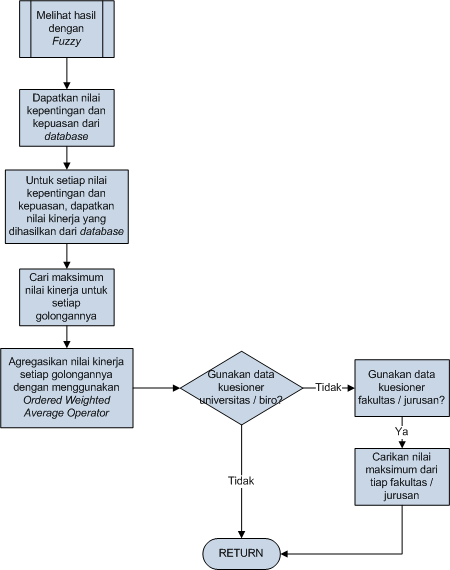 Melihat hasil
dengan
Fuzzy
Dapatkan nilai
kepentingan dan
kepuasan dari
database
Untuk setiap nilai
kepentingan dan
kepuasan, dapatkan
nilai kinerja yang
dihasilkan dari database
Cari maksimum
nilai kinerja untuk
setiap
golongannya
Agregasikan nilai kinerja
setiap golongannya
dengan menggunakan
Ordered Weighted
Average Operator
Gunakan data
kuesioner
universitas / biro?
Tidak
Gunakan data
kuesioner
fakultas / jurusan?
Ya
Carikan nilai
maksimum dari
tiap fakultas /
jurusan
Tidak
RETURN